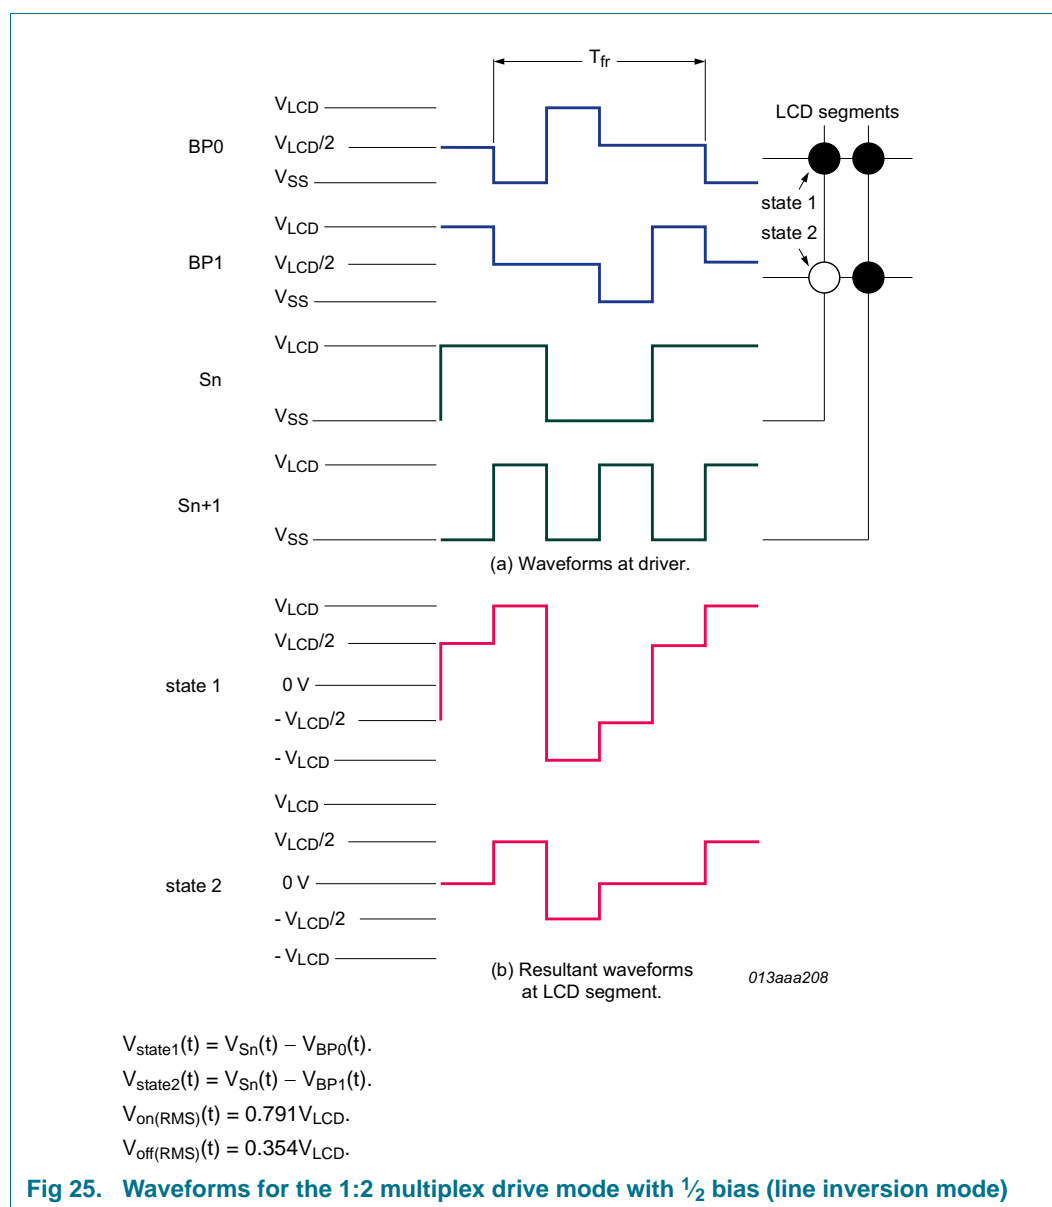 T_fr
V_LCD
BP0
V_LCD/2
V_SS
LCD segments
state 1
state 2
V_LCD
BP1
V_LCD/2
V_SS
V_LCD
Sn
V_SS
V_LCD
Sn+1
V_SS
(a) Waveforms at driver.
V_LCD
V_LCD/2
state 1
0 V
- V_LCD/2
- V_LCD
V_LCD
V_LCD/2
state 2
0 V
- V_LCD/2
- V_LCD
(b) Resultant waveforms
at LCD segment.
013aaa208
V_state1(t) = V_Sn(t) − V_BP0(t).
V_state2(t) = V_Sn(t) − V_BP1(t).
V_on(RMS)(t) = 0.791V_LCD.
V_off(RMS)(t) = 0.354V_LCD.
Fig 25. Waveforms for the 1:2 multiplex drive mode with 1⁄2 bias (line inversion mode)